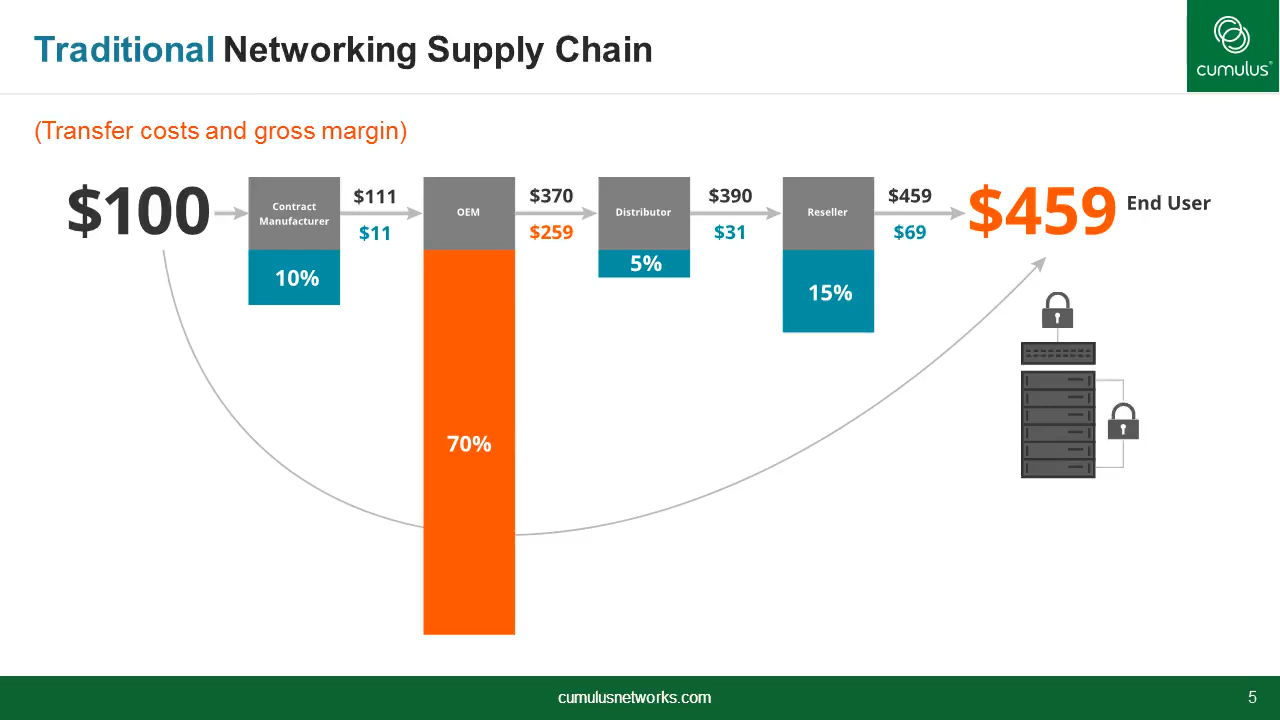 Traditional Networking Supply Chain
cumulus®
(Transfer costs and gross margin)
$100
Contract
Manufacturer
10%
$111
$11
OEM
70%
$370
$259
Distributor
5%
$390
$31
Reseller
15%
$459
$69
$459
End User
cumulusnetworks.com
5